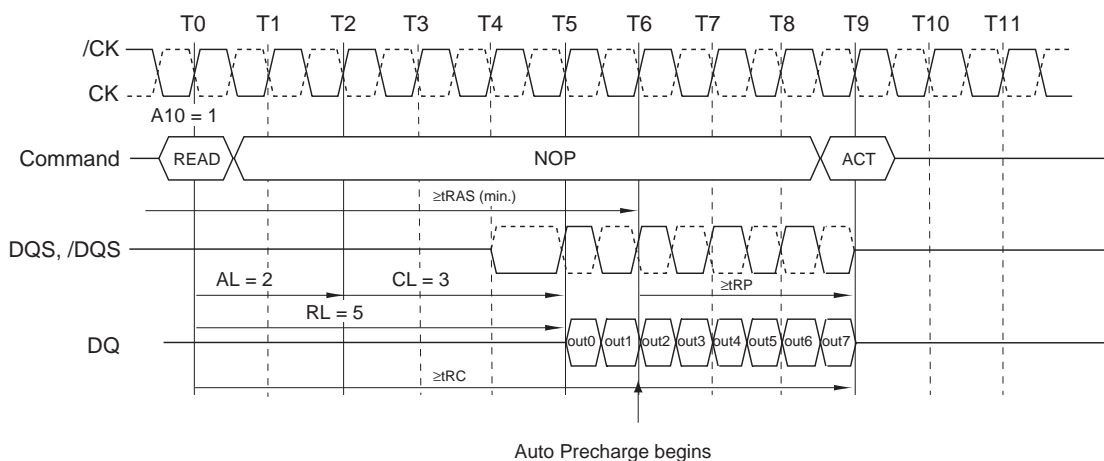 T0 T1 T2 T3 T4 T5 T6 T7 T8 T9 T10 T11
/CK
CK
A10 = 1
Command READ NOP ACT
≥tRAS (min.)
DQS, /DQS
AL = 2 CL = 3 ≥tRP
RL = 5
DQ out0 out1 out2 out3 out4 out5 out6 out7
≥tRC
Auto Precharge begins